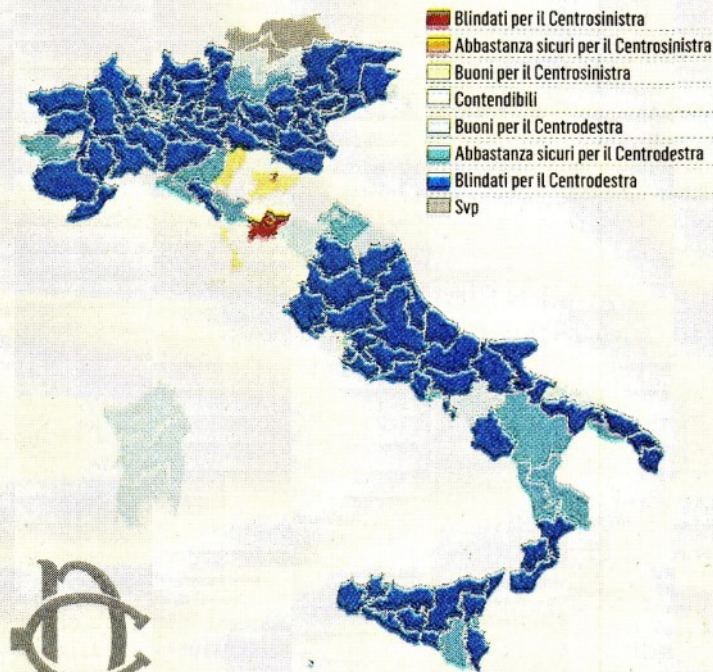 Blindati per il Centrosinistra
Abbastanza sicuri per il Centrosinistra
Buoni per il Centrosinistra
Contendibili
Buoni per il Centrodestra
Abbastanza sicuri per il Centrodestra
Blindati per il Centrodestra
Svp